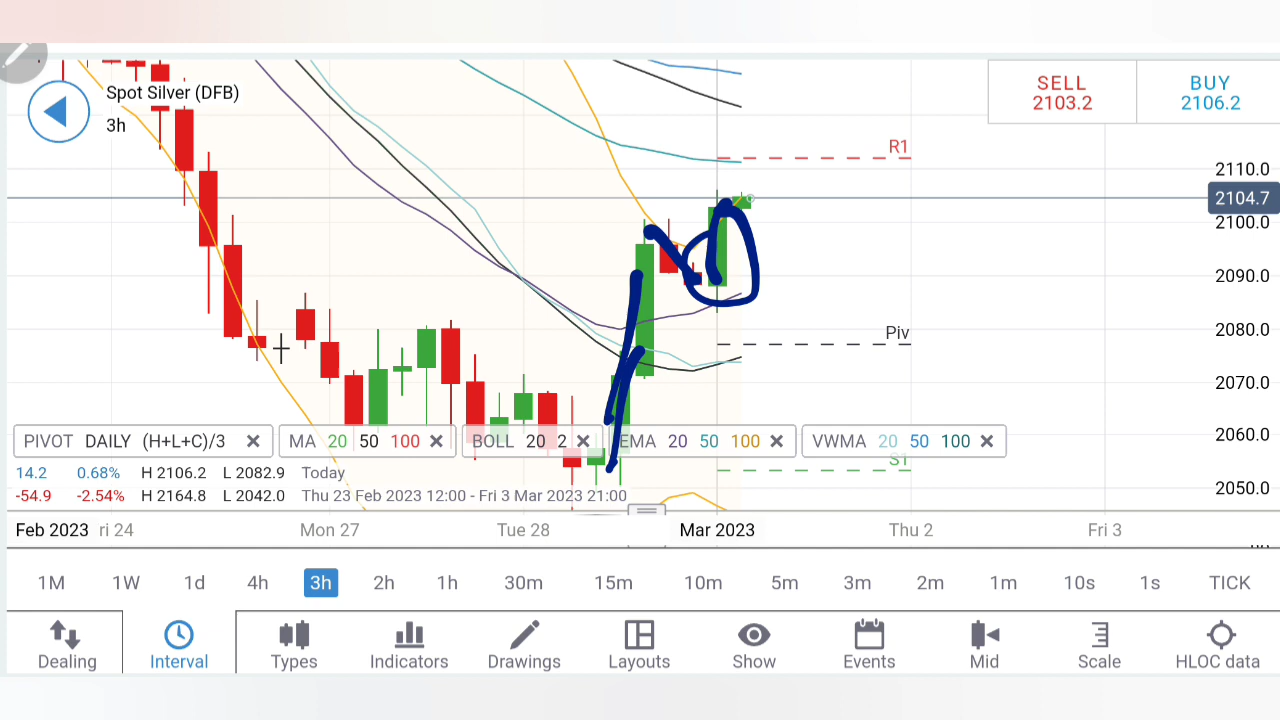 Spot Silver (DFB)
3h
SELL
2103.2
BUY
2106.2
R1
2110.0
2104.7
2100.0
2090.0
Piv
2080.0
2070.0
2060.0
PIVOT DAILY (H+L+C)/3
MA 20 50 100
BOLL 20 2
EMA 20 50 100
VWMA 20 50 100
S1
14.2 0.68% H 2106.2 L 2082.9 Today
-54.9 -2.54% H 2164.8 L 2042.0 Thu 23 Feb 2023 12:00 - Fri 3 Mar 2023 21:00
2050.0
Feb 2023 ri 24 Mon 27 Tue 28 Mar 2023 Thu 2 Fri 3
1M 1W 1d 4h 3h 2h 1h 30m 15m 10m 5m 3m 2m 1m 10s 1s TICK
Dealing Interval Types Indicators Drawings Layouts Show Events Mid Scale HLOC data